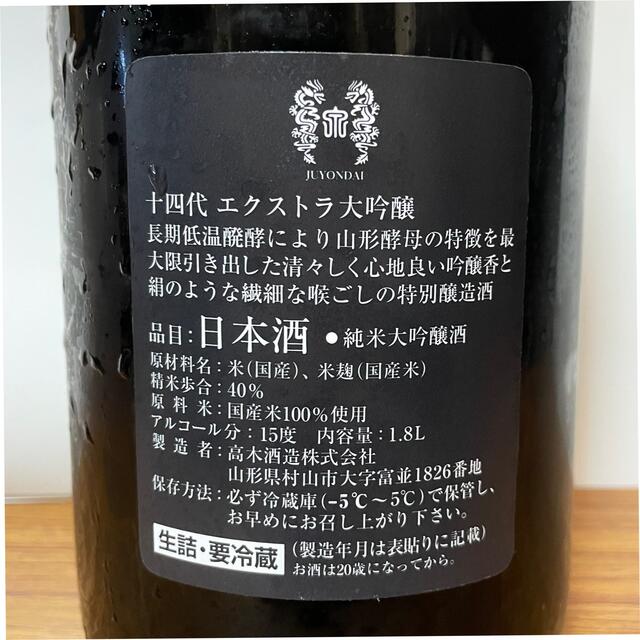 JUYONDAI
十四代 エクストラ大吟醸
長期低温醗酵により山形酵母の特徴を最
大限引き出した清々しく心地良い吟醸香と
絹のような繊細な喉ごしの特別醸造酒
品目:日本酒 ●純米大吟醸酒
原材料名:米(国産)、米麹(国産米)
精米歩合:40%
原料米:国産米100%使用
アルコール分:15度 内容量:1.8L
製造者:高木酒造株式会社
山形県村山市大字富並1826番地
保存方法:必ず冷蔵庫(-5℃〜5℃)で保管し、
お早めにお召し上がり下さい。
生詰・要冷蔵 (製造年月は表貼りに記載)
お酒は20歳になってから。